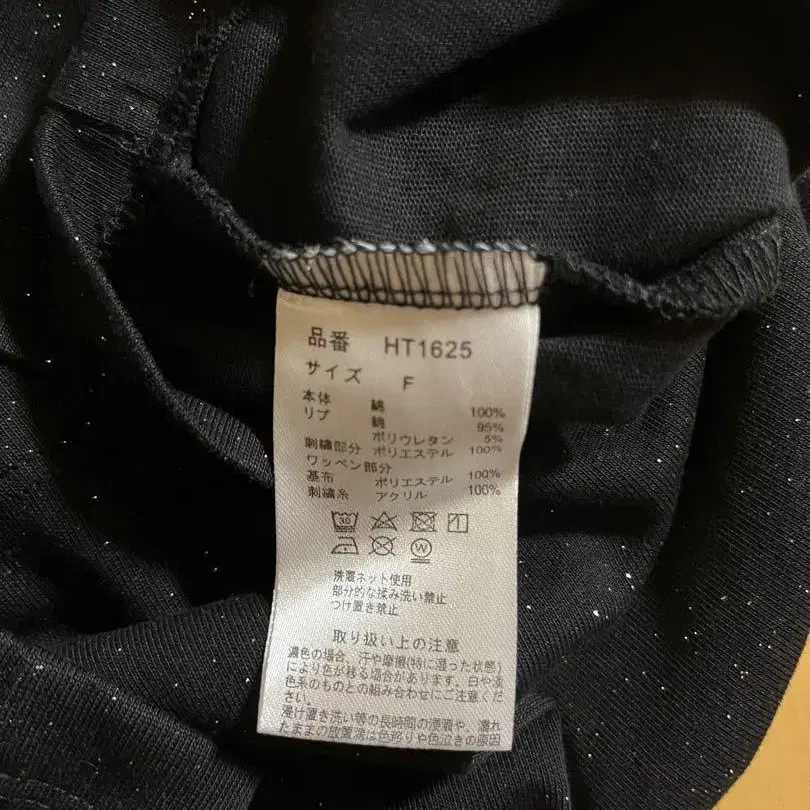 品番 HT1625
サイズ F
本体 綿 100%
リブ 綿 95%
ポリウレタン 5%
刺繍部分 ポリエステル 100%
ワッペン部分
基布 ポリエステル 100%
刺繍糸 アクリル 100%
30
W
洗濯ネット使用
部分的な揉み洗い禁止
つけ置き禁止
取り扱い上の注意
濃色の場合、汗や摩擦(特に湿った状態)
により色が移る場合があります。白や淡
色系のものとの組み合わせにご注意くだ
さい。
浸け置き洗い等の長時間の浸漬や、濡れ
たままの放置は色移りや色泣きの原因